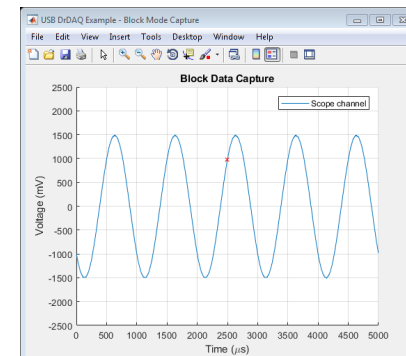 USB DrDAQ Example - Block Mode Capture
File Edit View Insert Tools Desktop Window Help
Block Data Capture
Scope channel
2500
2000
1500
1000
500
0
-500
-1000
-1500
-2000
-2500
Voltage (mV)
0 500 1000 1500 2000 2500 3000 3500 4000 4500 5000
Time (μs)